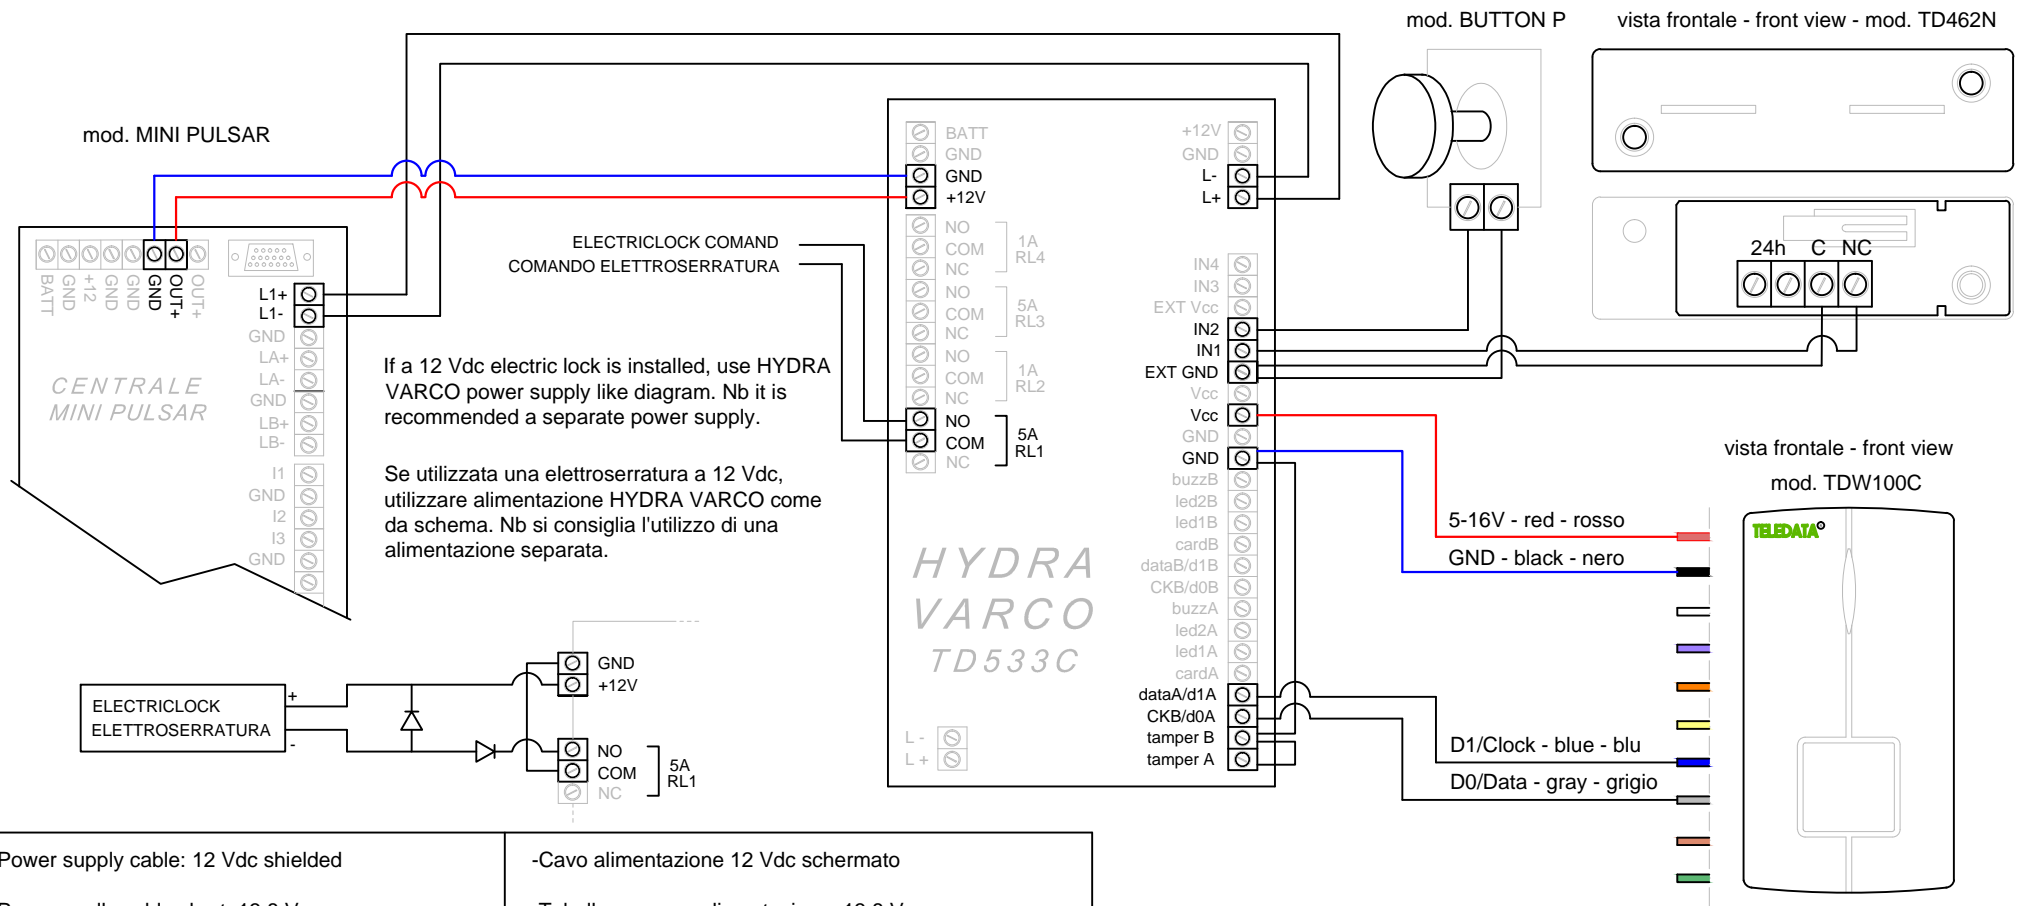 mod. BUTTON P
vista frontale - front view - mod. TD462N
mod. MINI PULSAR
BATT
GND
+12
GND
GND
GND
OUT+
OUT+
L1+
L1-
GND
LA+
LA-
GND
LB+
LB-
I1
GND
I2
I3
GND
CENTRALE
MINI PULSAR
ELECTRICLOCK COMAND
COMANDO ELETTROSERRATURA
If a 12 Vdc electric lock is installed, use HYDRA
VARCO power supply like diagram. Nb it is
recommended a separate power supply.
Se utilizzata una elettroserratura a 12 Vdc,
utilizzare alimentazione HYDRA VARCO come
da schema. Nb si consiglia l'utilizzo di una
alimentazione separata.
BATT
GND
GND
+12V
NO
COM
NC
1A
RL4
NO
COM
NC
5A
RL3
NO
COM
NC
1A
RL2
NO
COM
NC
5A
RL1
HYDRA
VARCO
TD533C
L -
L +
+12V
GND
L-
L+
IN4
IN3
EXT Vcc
IN2
IN1
EXT GND
Vcc
Vcc
GND
GND
buzzB
led2B
led1B
cardB
dataB/d1B
CKB/d0B
buzzA
led2A
led1A
cardA
dataA/d1A
CKB/d0A
tamper B
tamper A
24h
C
NC
vista frontale - front view
mod. TDW100C
TELEDATA
5-16V - red - rosso
GND - black - nero
D1/Clock - blue - blu
D0/Data - gray - grigio
ELECTRICLOCK
ELETTROSERRATURA
+
-
GND
+12V
NO
COM
NC
5A
RL1
Power supply cable: 12 Vdc shielded
-Cavo alimentazione 12 Vdc schermato